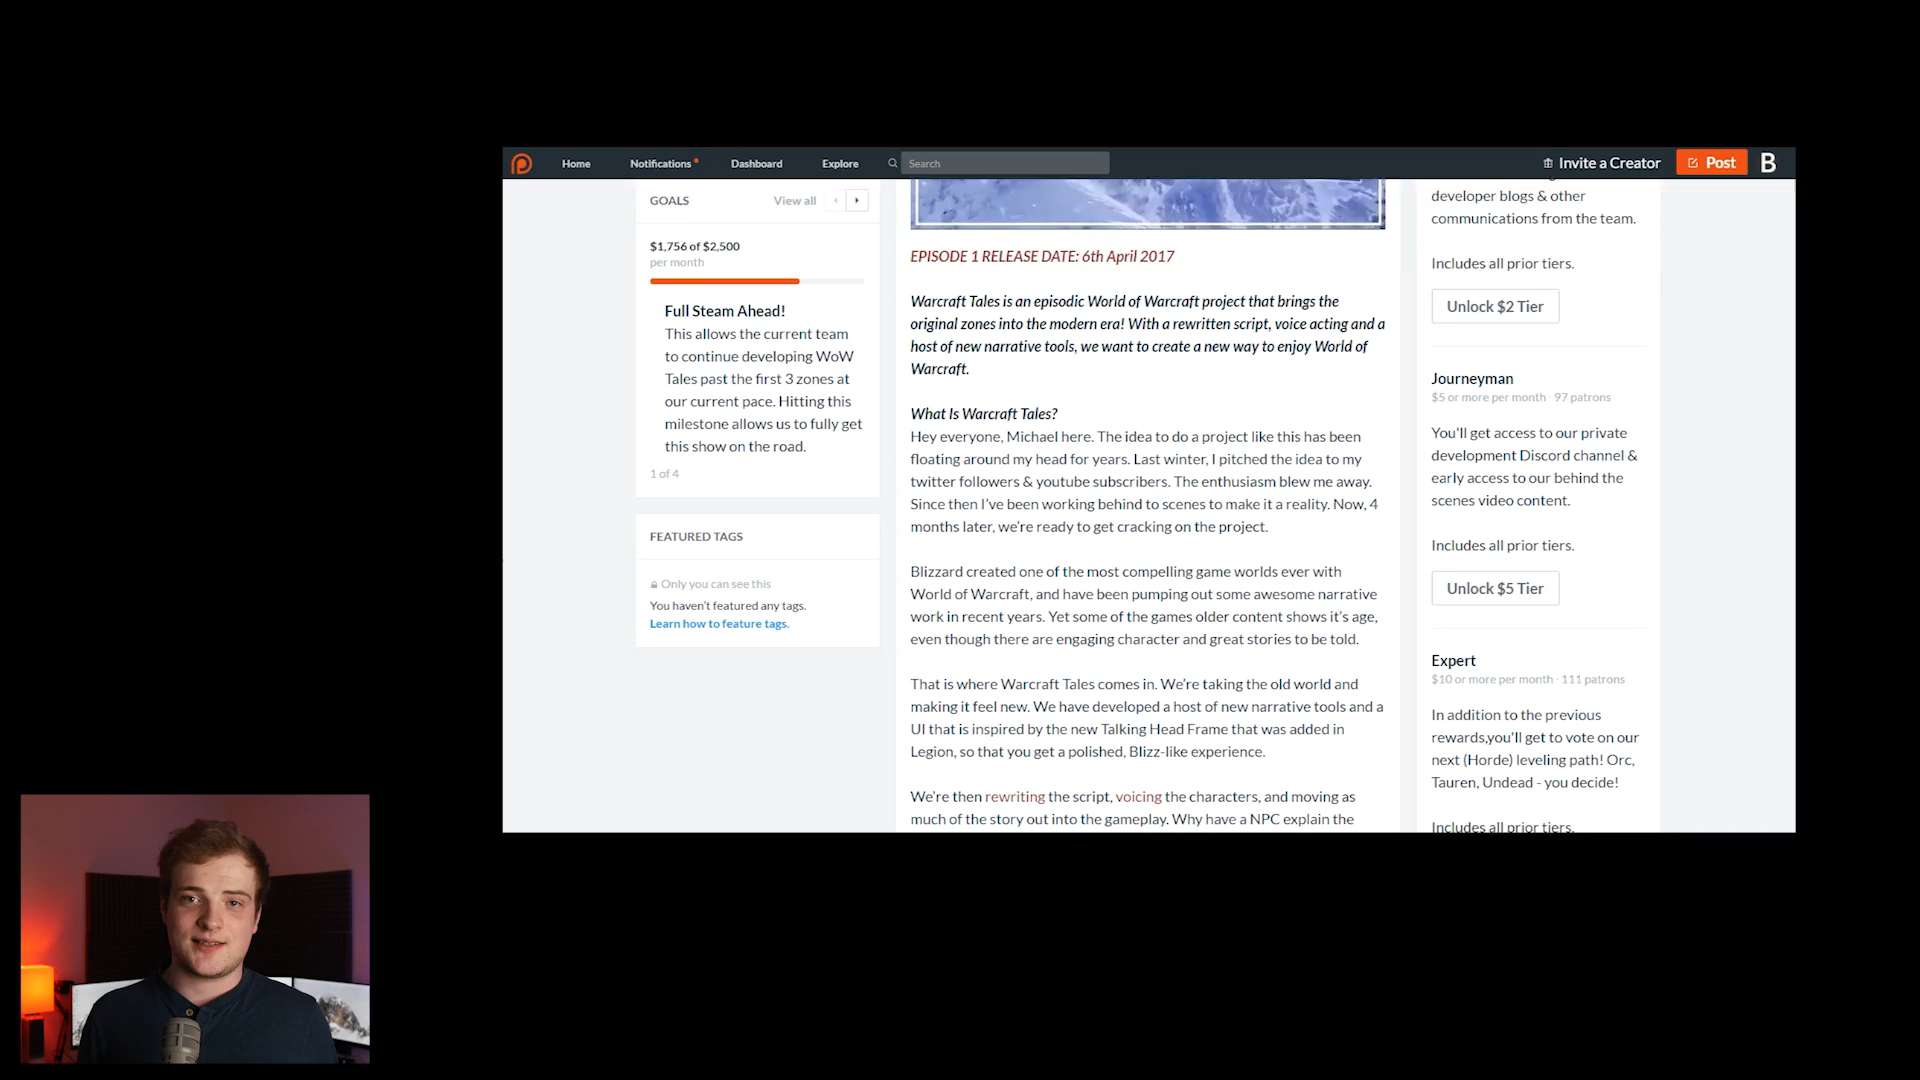 Home Notifications Dashboard Explore Search Invite a Creator Post B
GOALS View all
$1,756 of $2,500
per month
Full Steam Ahead!
This allows the current team
to continue developing WoW
Tales past the first 3 zones at
our current pace. Hitting this
milestone allows us to fully get
this show on the road.
1 of 4
FEATURED TAGS
Only you can see this
You haven't featured any tags.
Learn how to feature tags.
EPISODE 1 RELEASE DATE: 6th April 2017
Warcraft Tales is an episodic World of Warcraft project that brings the
original zones into the modern era! With a rewritten script, voice acting and a
host of new narrative tools, we want to create a new way to enjoy World of
Warcraft.
What Is Warcraft Tales?
Hey everyone, Michael here. The idea to do a project like this has been
floating around my head for years. Last winter, I pitched the idea to my
twitter followers & youtube subscribers. The enthusiasm blew me away.
Since then I've been working behind to scenes to make it a reality. Now, 4
months later, we're ready to get cracking on the project.
Blizzard created one of the most compelling game worlds ever with
World of Warcraft, and have been pumping out some awesome narrative
work in recent years. Yet some of the games older content shows it's age,
even though there are engaging character and great stories to be told.
That is where Warcraft Tales comes in. We're taking the old world and
making it feel new. We have developed a host of new narrative tools and a
UI that is inspired by the new Talking Head Frame that was added in
Legion, so that you get a polished, Blizz-like experience.
We're then rewriting the script, voicing the characters, and moving as
much of the story out into the gameplay. Why have a NPC explain the
developer blogs & other
communications from the team.
Includes all prior tiers.
Unlock $2 Tier
Journeyman
$5 or more per month · 97 patrons
You'll get access to our private
development Discord channel &
early access to our behind the
scenes video content.
Includes all prior tiers.
Unlock $5 Tier
Expert
$10 or more per month · 111 patrons
In addition to the previous
rewards,you'll get to vote on our
next (Horde) leveling path! Orc,
Tauren, Undead - you decide!
Includes all prior tiers.